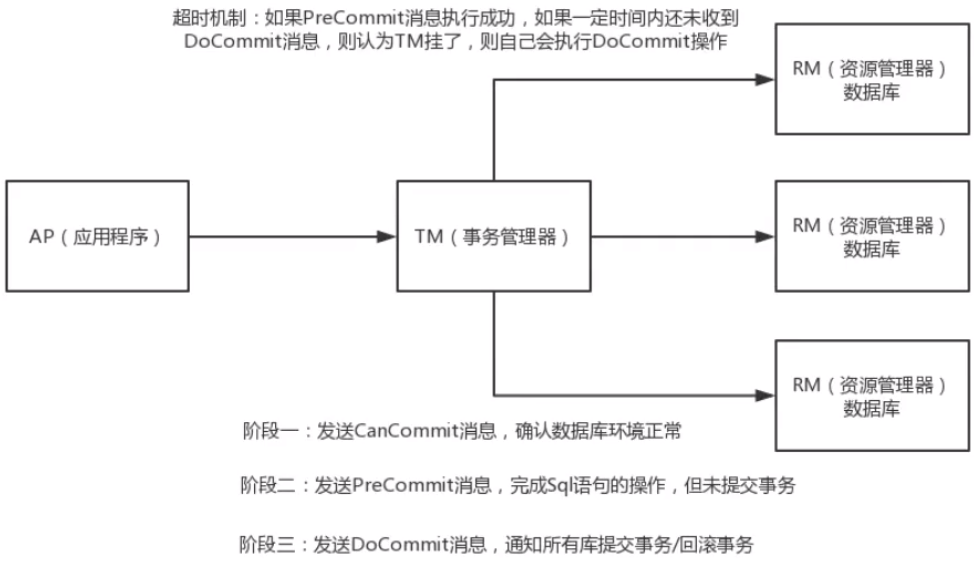 超时机制：如果PreCommit消息执行成功，如果一定时间内还未收到
DoCommit消息，则认为TM挂了，则自己会执行DoCommit操作
RM（资源管理器）
数据库
AP（应用程序）
TM（事务管理器）
RM（资源管理器）
数据库
RM（资源管理器）
数据库
阶段一：发送CanCommit消息，确认数据库环境正常
阶段二：发送PreCommit消息，完成Sql语句的操作，但未提交事务
阶段三：发送DoCommit消息，通知所有库提交事务/回滚事务